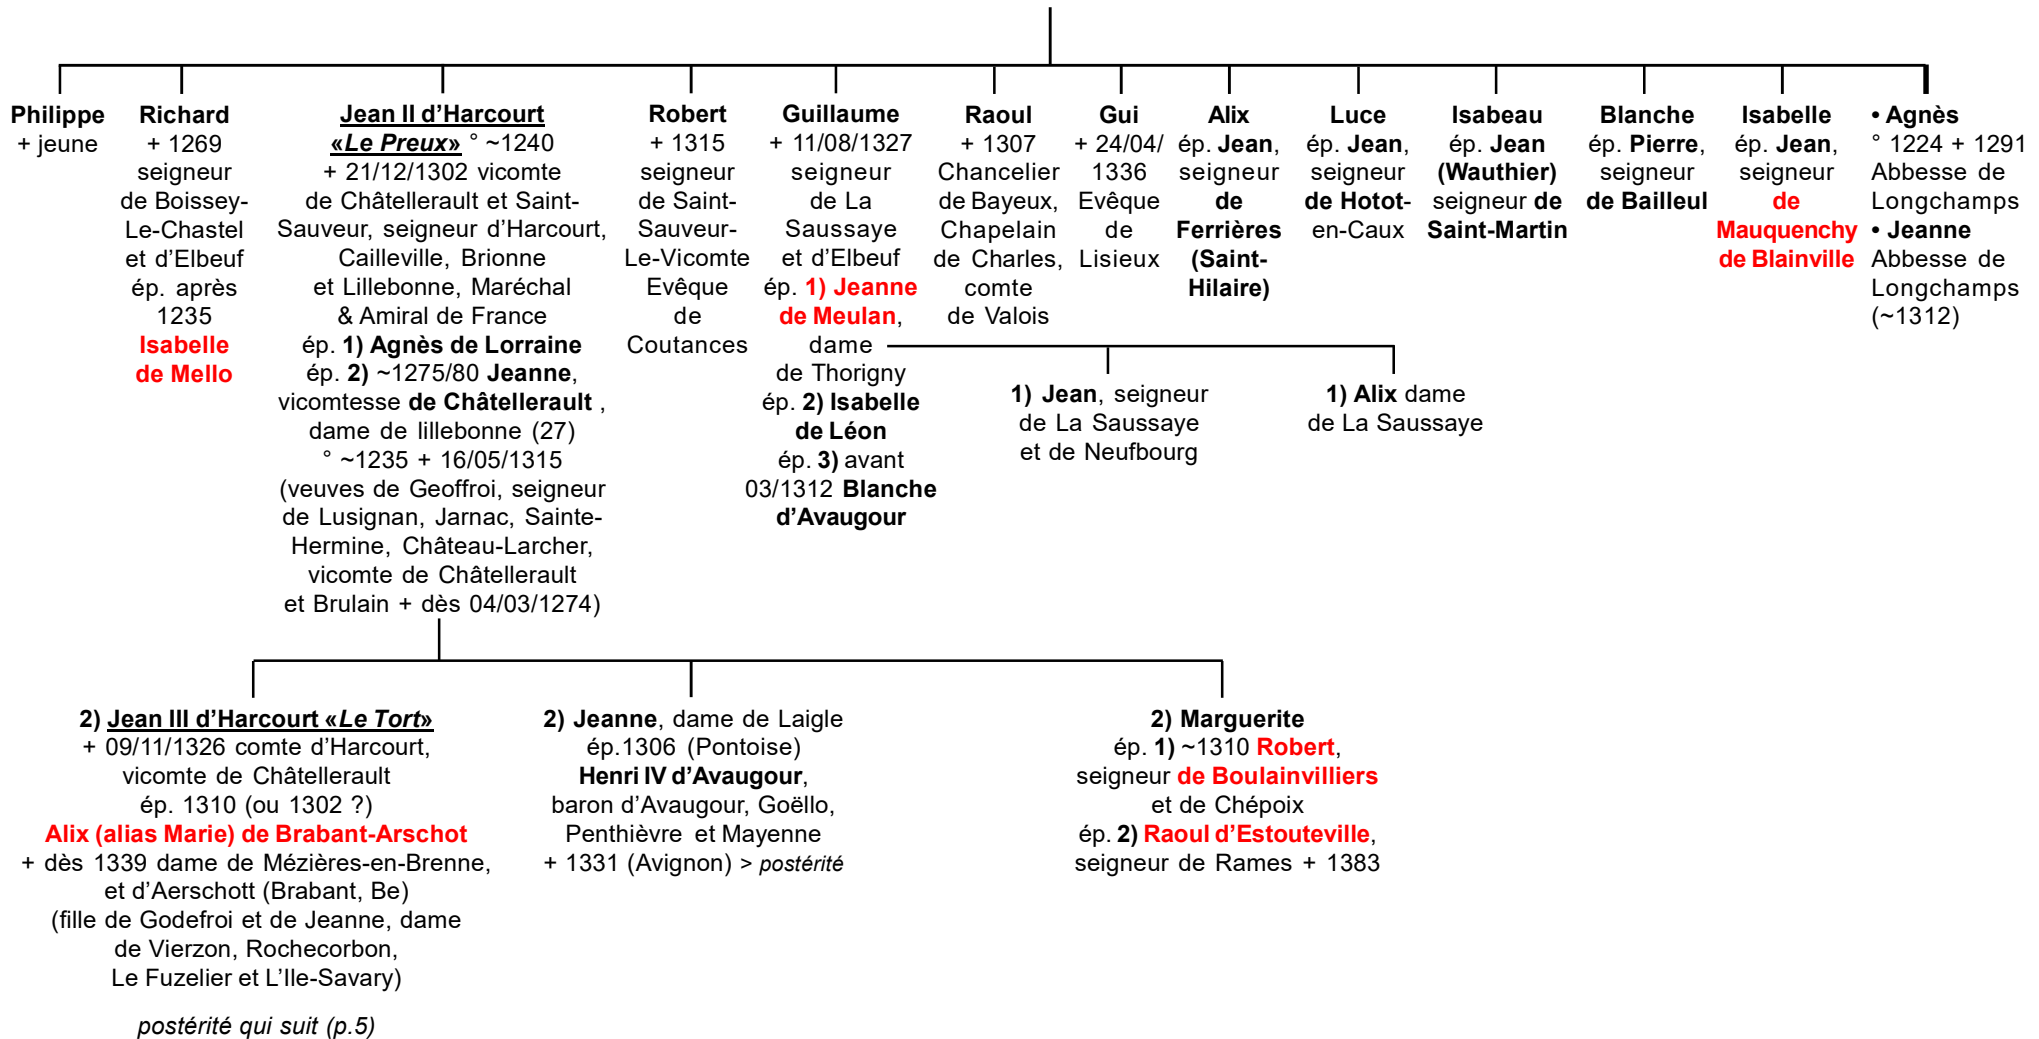 Philippe
+ jeune
Richard
+ 1269
seigneur
de Boissey-
Le-Chastel
et d’Elbeuf
ép. après
1235
Isabelle
de Mello
Jean II d’Harcourt
«Le Preux» ° ~1240
+ 21/12/1302 vicomte
de Châtellerault et Saint-
Sauveur, seigneur d’Harcourt,
Cailleville, Brionne
et Lillebonne, Maréchal
& Amiral de France
ép. 1) Agnès de Lorraine
ép. 2) ~1275/80 Jeanne,
vicomtesse de Châtellerault ,
dame de lillebonne (27)
° ~1235 + 16/05/1315
(veuves de Geoffroi, seigneur
de Lusignan, Jarnac, Sainte-
Hermine, Château-Larcher,
vicomte de Châtellerault
et Brulain + dès 04/03/1274)
Robert
+ 1315
seigneur
de Saint-
Sauveur-
Le-Vicomte
Evêque
de
Coutances
Guillaume
+ 11/08/1327
seigneur
de La
Saussaye
et d’Elbeuf
ép. 1) Jeanne
de Meulan,
dame
de Thorigny
ép. 2) Isabelle
de Léon
ép. 3) avant
03/1312 Blanche
d’Avaugour
Raoul
+ 1307
Chancelier
de Bayeux,
Chapelain
de Charles,
comte
de Valois
Gui
+ 24/04/
1336
Evêque
de
Lisieux
Alix
ép. Jean,
seigneur
de
Ferrières
(Saint-
Hilaire)
Luce
ép. Jean,
seigneur
de Hotot-
en-Caux
Isabeau
ép. Jean
(Wauthier)
seigneur de
Saint-Martin
Blanche
ép. Pierre,
seigneur
de Bailleul
Isabelle
ép. Jean,
seigneur
de
Mauquenchy
de Blainville
• Agnès
° 1224 + 1291
Abbesse de
Longchamps
• Jeanne
Abbesse de
Longchamps
(~1312)
1) Jean, seigneur
de La Saussaye
et de Neufbourg
1) Alix dame
de La Saussaye
2) Jean III d’Harcourt «Le Tort»
+ 09/11/1326 comte d’Harcourt,
vicomte de Châtellerault
ép. 1310 (ou 1302 ?)
Alix (alias Marie) de Brabant-Arschot
+ dès 1339 dame de Mézières-en-Brenne,
et d’Aerschott (Brabant, Be)
(fille de Godefroi et de Jeanne, dame
de Vierzon, Rochecorbon,
Le Fuzelier et L’Ile-Savary)
postérité qui suit (p.5)
2) Jeanne, dame de Laigle
ép.1306 (Pontoise)
Henri IV d’Avaugour,
baron d’Avaugour, Goëllo,
Penthièvre et Mayenne
+ 1331 (Avignon) > postérité
2) Marguerite
ép. 1) ~1310 Robert,
seigneur de Boulainvilliers
et de Chépoix
ép. 2) Raoul d’Estouteville,
seigneur de Rames + 1383